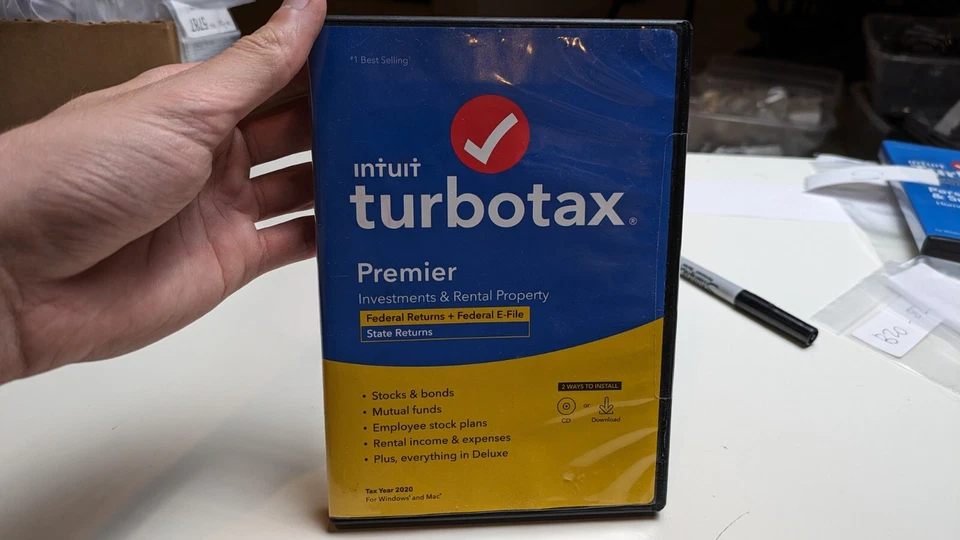 #1 Best Selling
intuit
turbotax®
Premier
Investments & Rental Property
Federal Returns + Federal E-File
State Returns
• Stocks & bonds
• Mutual funds
• Employee stock plans
• Rental income & expenses
• Plus, everything in Deluxe
2 WAYS TO INSTALL
or
CD
Download
Tax Year 2020
For Windows® and Mac®
intuit
& 
B20